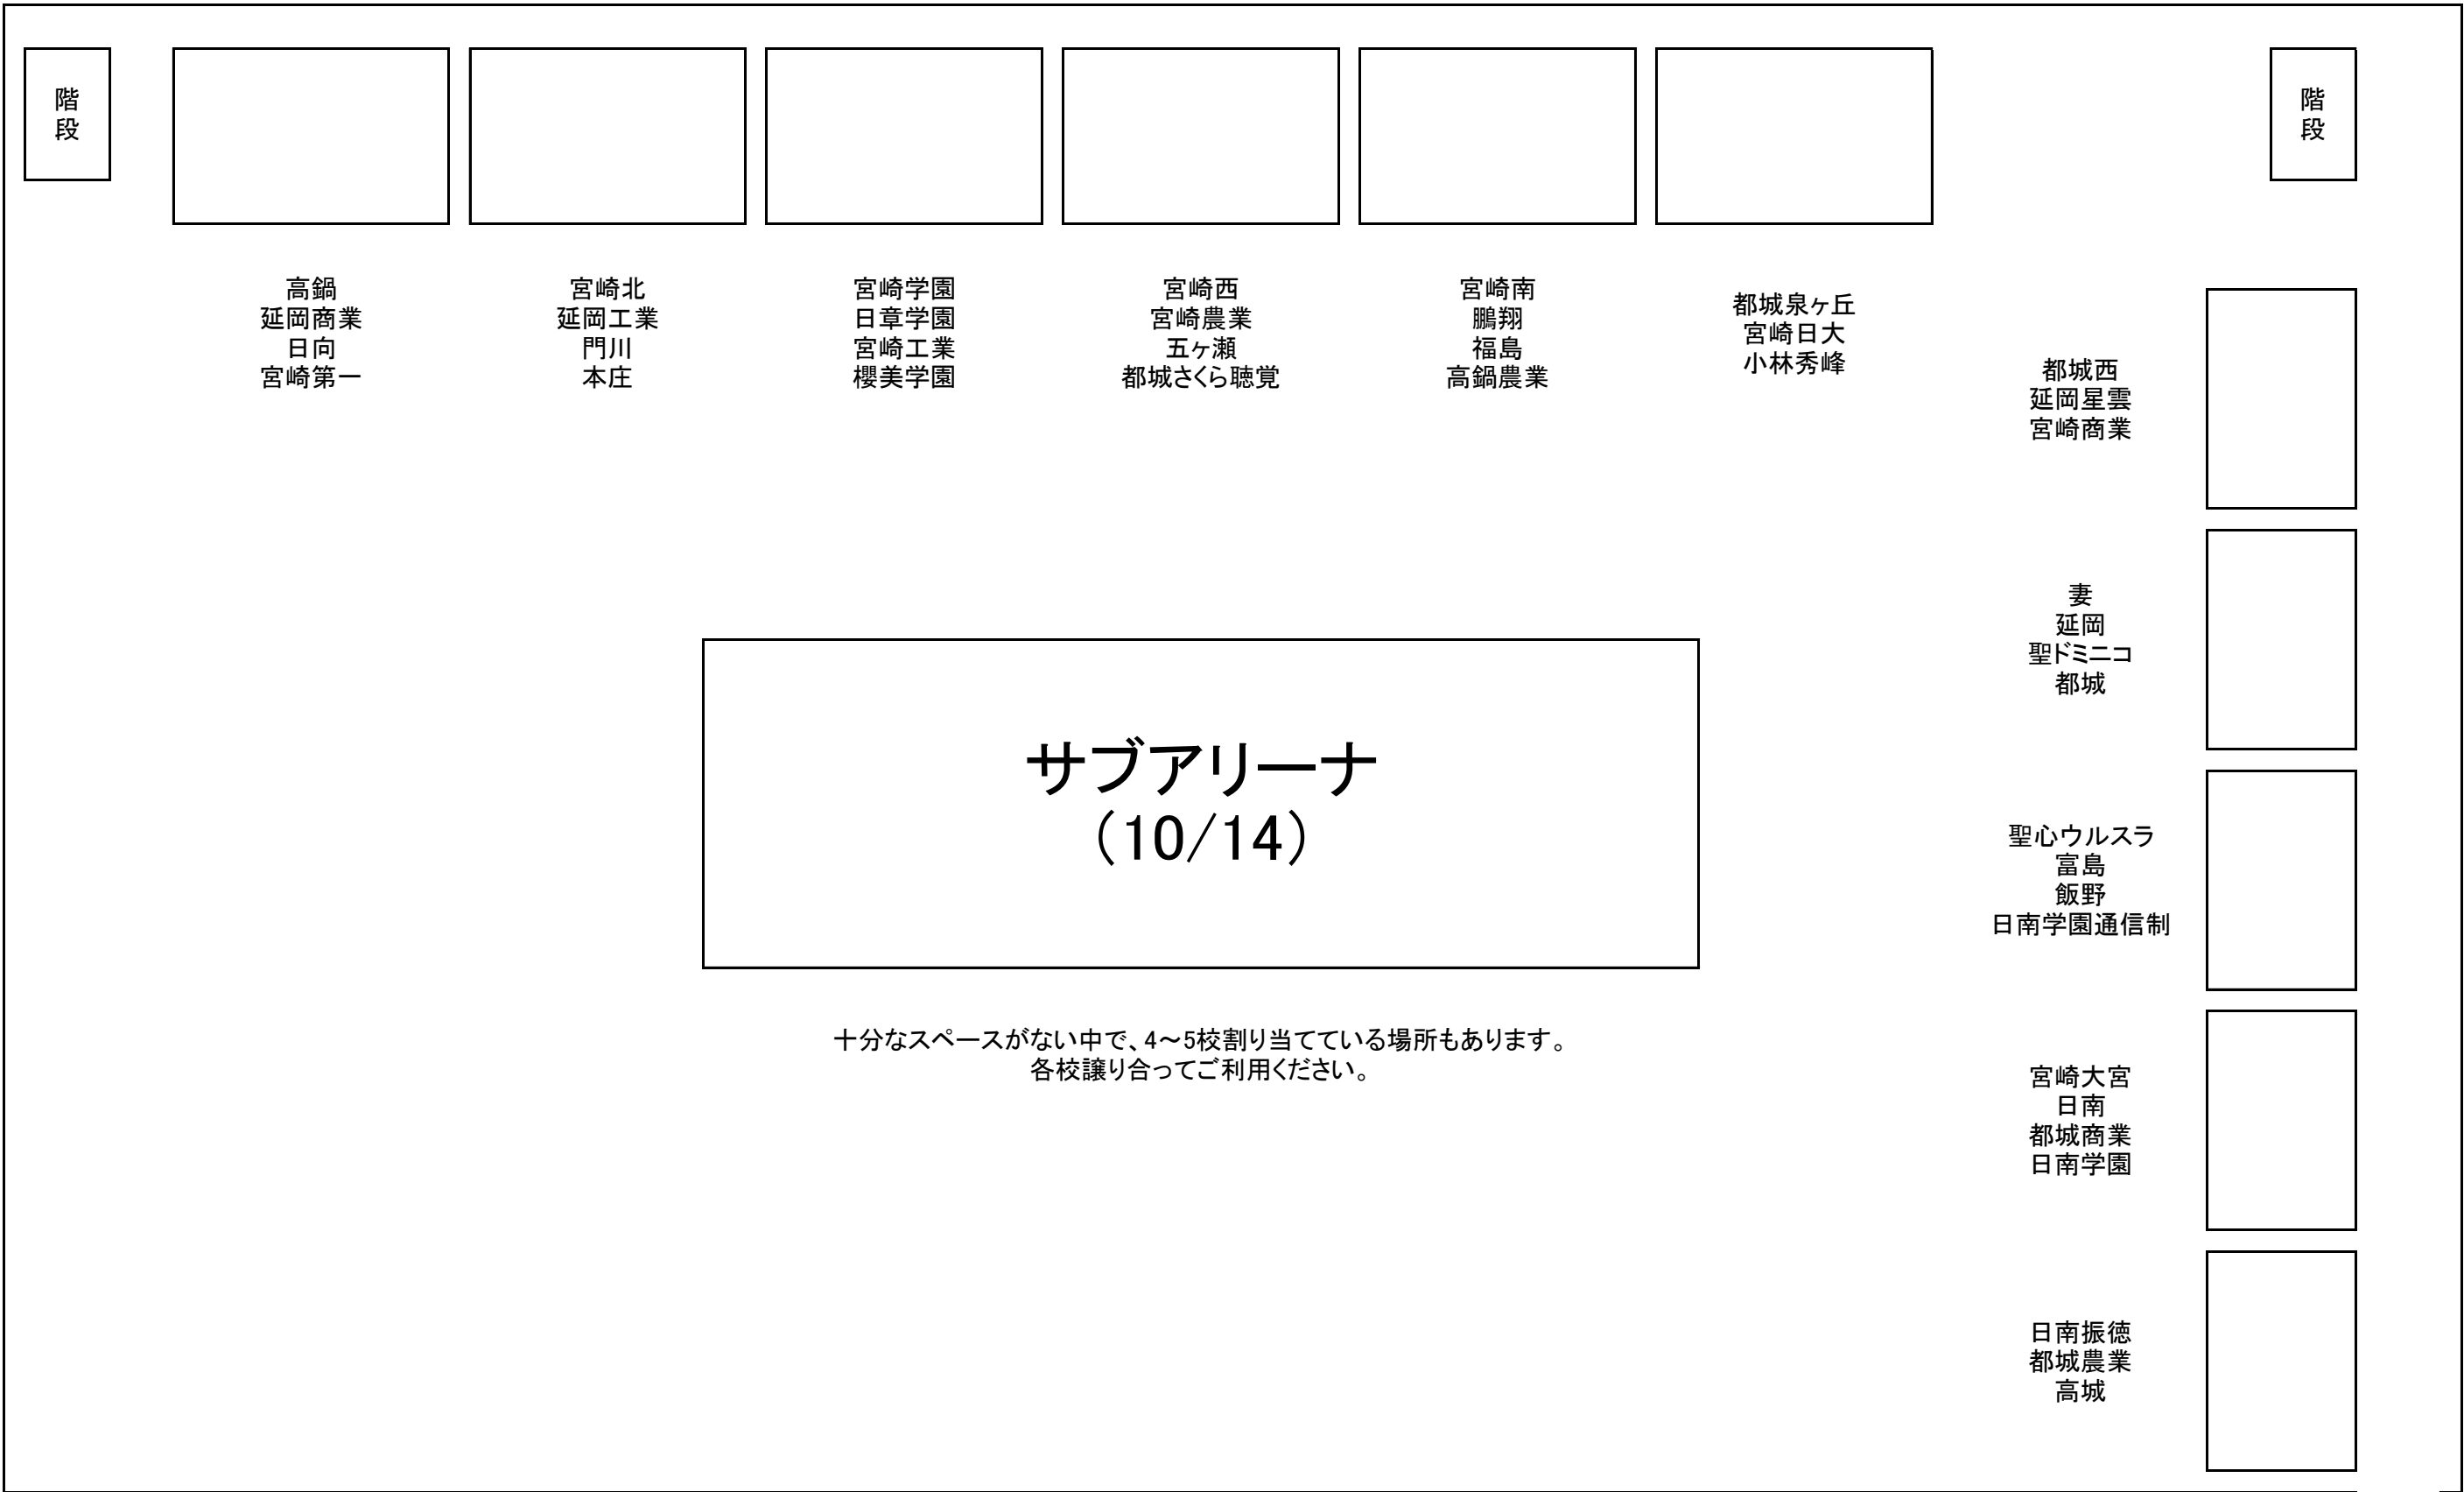 階
段
階
段
高鍋
延岡商業
日向
宮崎第一
宮崎北
延岡工業
門川
本庄
宮崎学園
日章学園
宮崎工業
櫻美学園
宮崎西
宮崎農業
五ヶ瀬
都城さくら聴覚
宮崎南
鵬翔
福島
高鍋農業
都城泉ヶ丘
宮崎日大
小林秀峰
都城西
延岡星雲
宮崎商業
妻
延岡
聖ドミニコ
都城
サブアリーナ
（10/14）
聖心ウルスラ
富島
飯野
日南学園通信制
十分なスペースがない中で、4～5校割り当てている場所もあります。
各校譲り合ってご利用ください。
宮崎大宮
日南
都城商業
日南学園
日南振徳
都城農業
高城